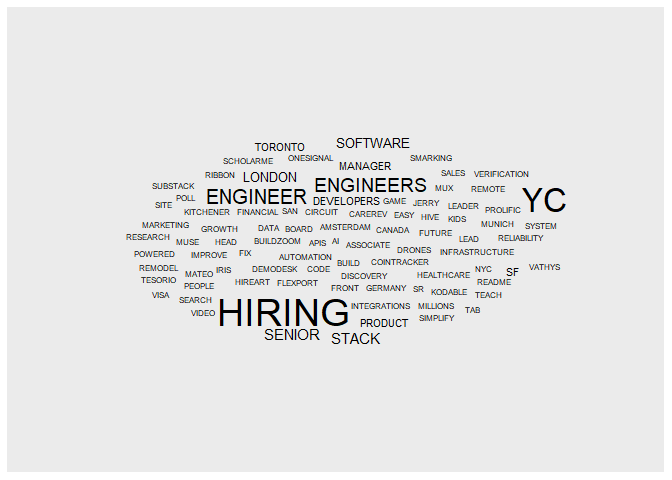 TORONTO SOFTWARE
SCHOLARME ONESIGNAL MANAGER SMARKING
RIBBON LONDON SALES VERIFICATION
SUBSTACK ENGINEER ENGINEERS MUX REMOTE
SITE POLL DEVELOPERS GAME JERRY LEADER PROLIFIC YC
KITCHENER FINANCIAL SAN CIRCUIT CAREREV EASY HIVE KIDS
MARKETING GROWTH DATA BOARD AMSTERDAM CANADA FUTURE MUNICH SYSTEM
RESEARCH MUSE HEAD BUILDZOOM APIS AI ASSOCIATE LEAD RELIABILITY
POWERED IMPROVE FIX AUTOMATION DRONES INFRASTRUCTURE
REMODEL MATEO IRIS DEMODESK CODE BUILD COINTRACKER NYC SF VATHYS
TESORIO PEOPLE HIREART FLEXPORT DISCOVERY HEALTHCARE README
VISA SEARCH FRONT GERMANY SR KODABLE TEACH
VIDEO HIRING INTEGRATIONS MILLIONS TAB
PRODUCT SIMPLIFY
SENIOR STACK